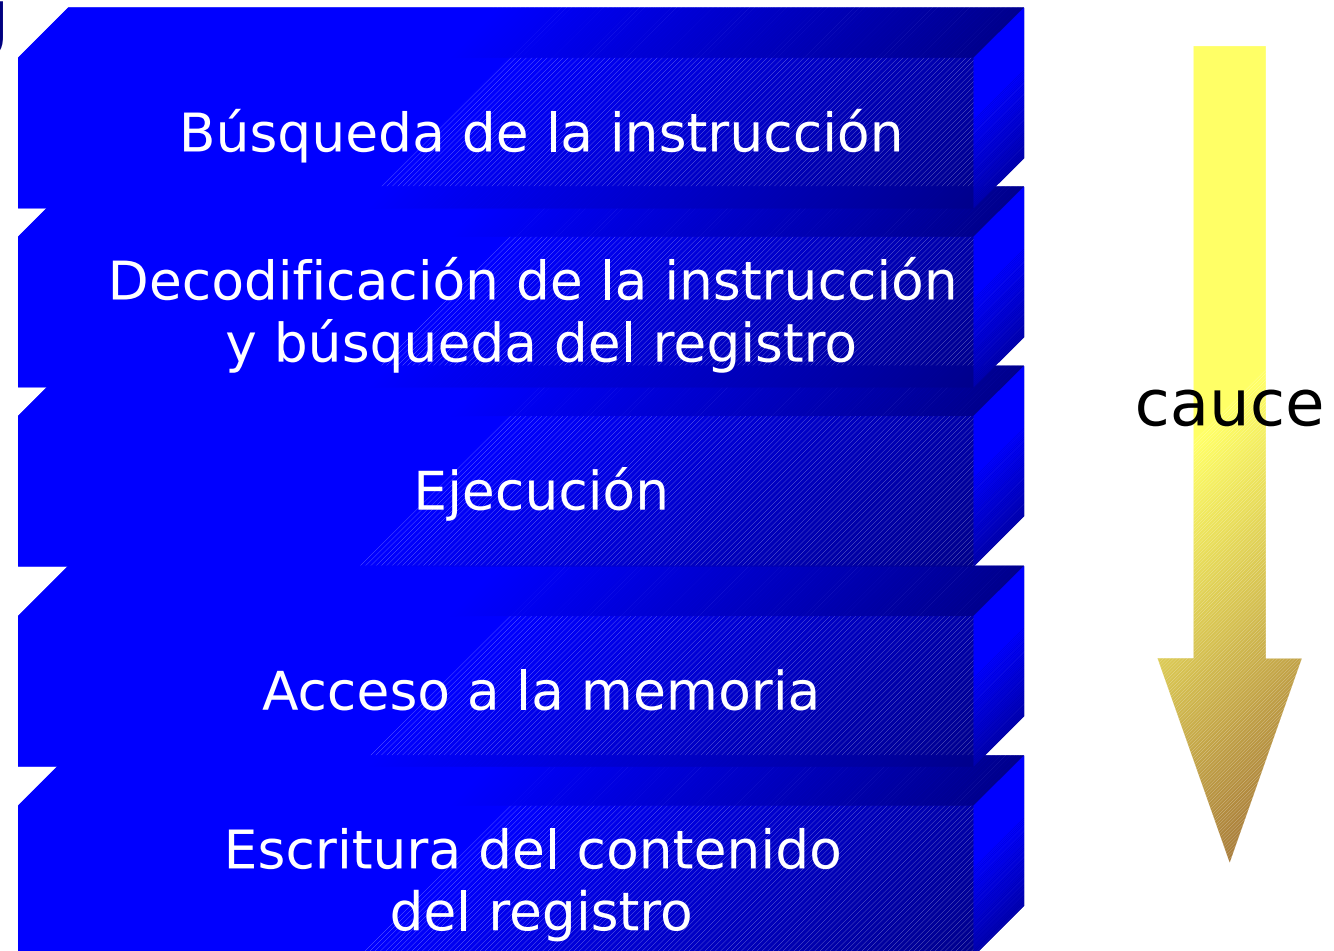 Búsqueda de la instrucción
Decodificación de la instrucción
y búsqueda del registro
Ejecución
Acceso a la memoria
Escritura del contenido
del registro
cauce